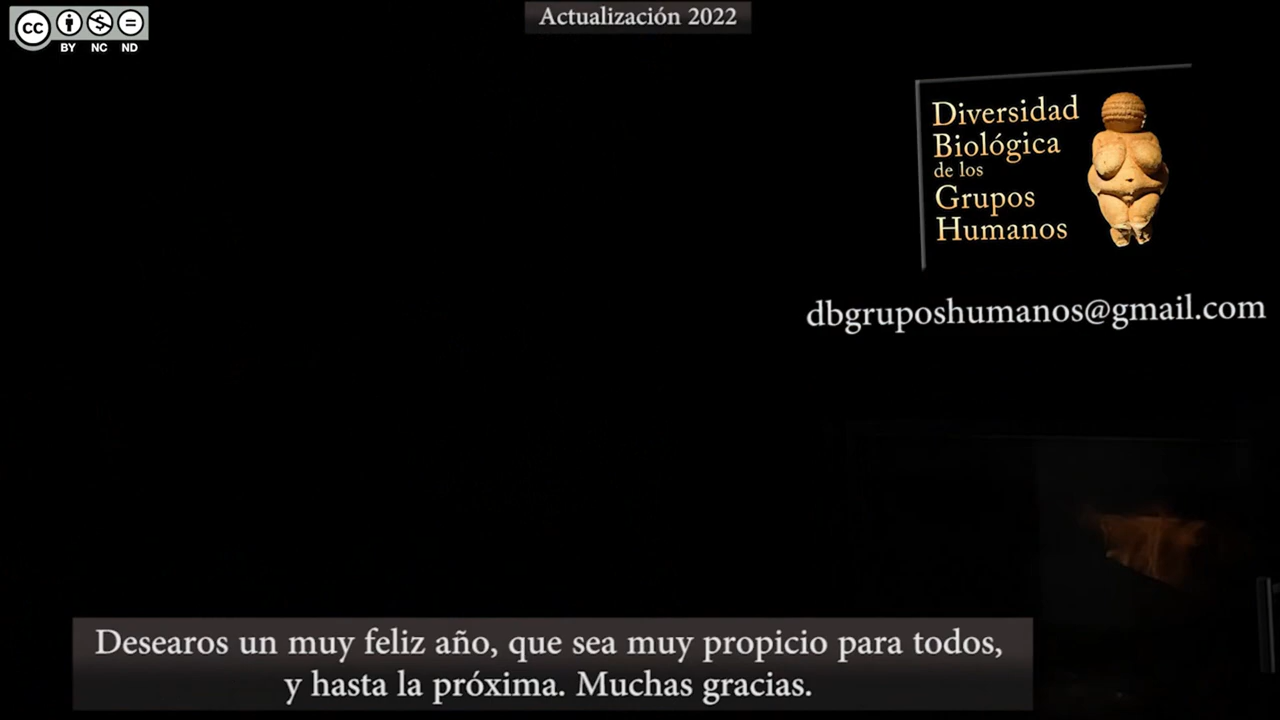 Actualización 2022
cc
BY NC ND
Diversidad
Biológica
de los
Grupos
Humanos
dbgruposhumanos@gmail.com
Desearos un muy feliz año, que sea muy propicio para todos,
y hasta la próxima. Muchas gracias.